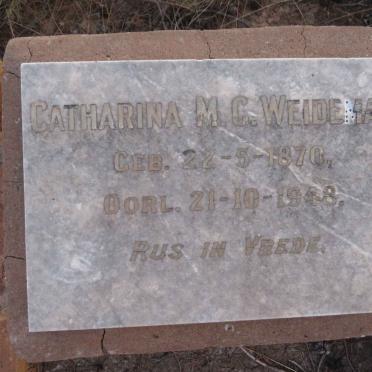 CATHARINA M. C.
GEB. 22-5-1870.
OORL. 21-10-1948.
RUS IN VREDE.